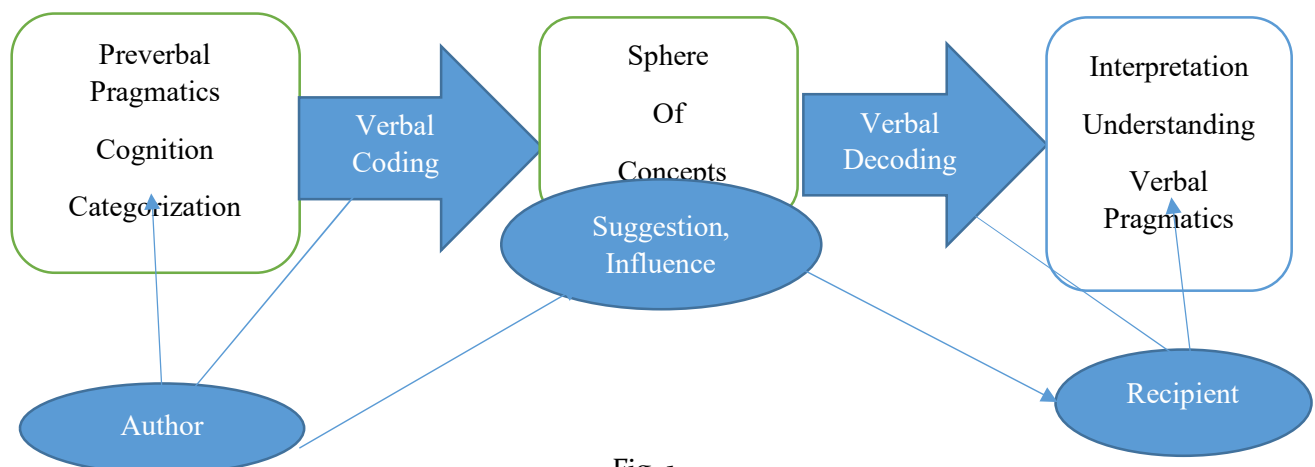 Preverbal
Pragmatics
Cognition
Categorization
Verbal
Coding
Sphere
Of
Concepts
Suggestion,
Influence
Verbal
Decoding
Interpretation
Understanding
Verbal
Pragmatics
Author
Recipient